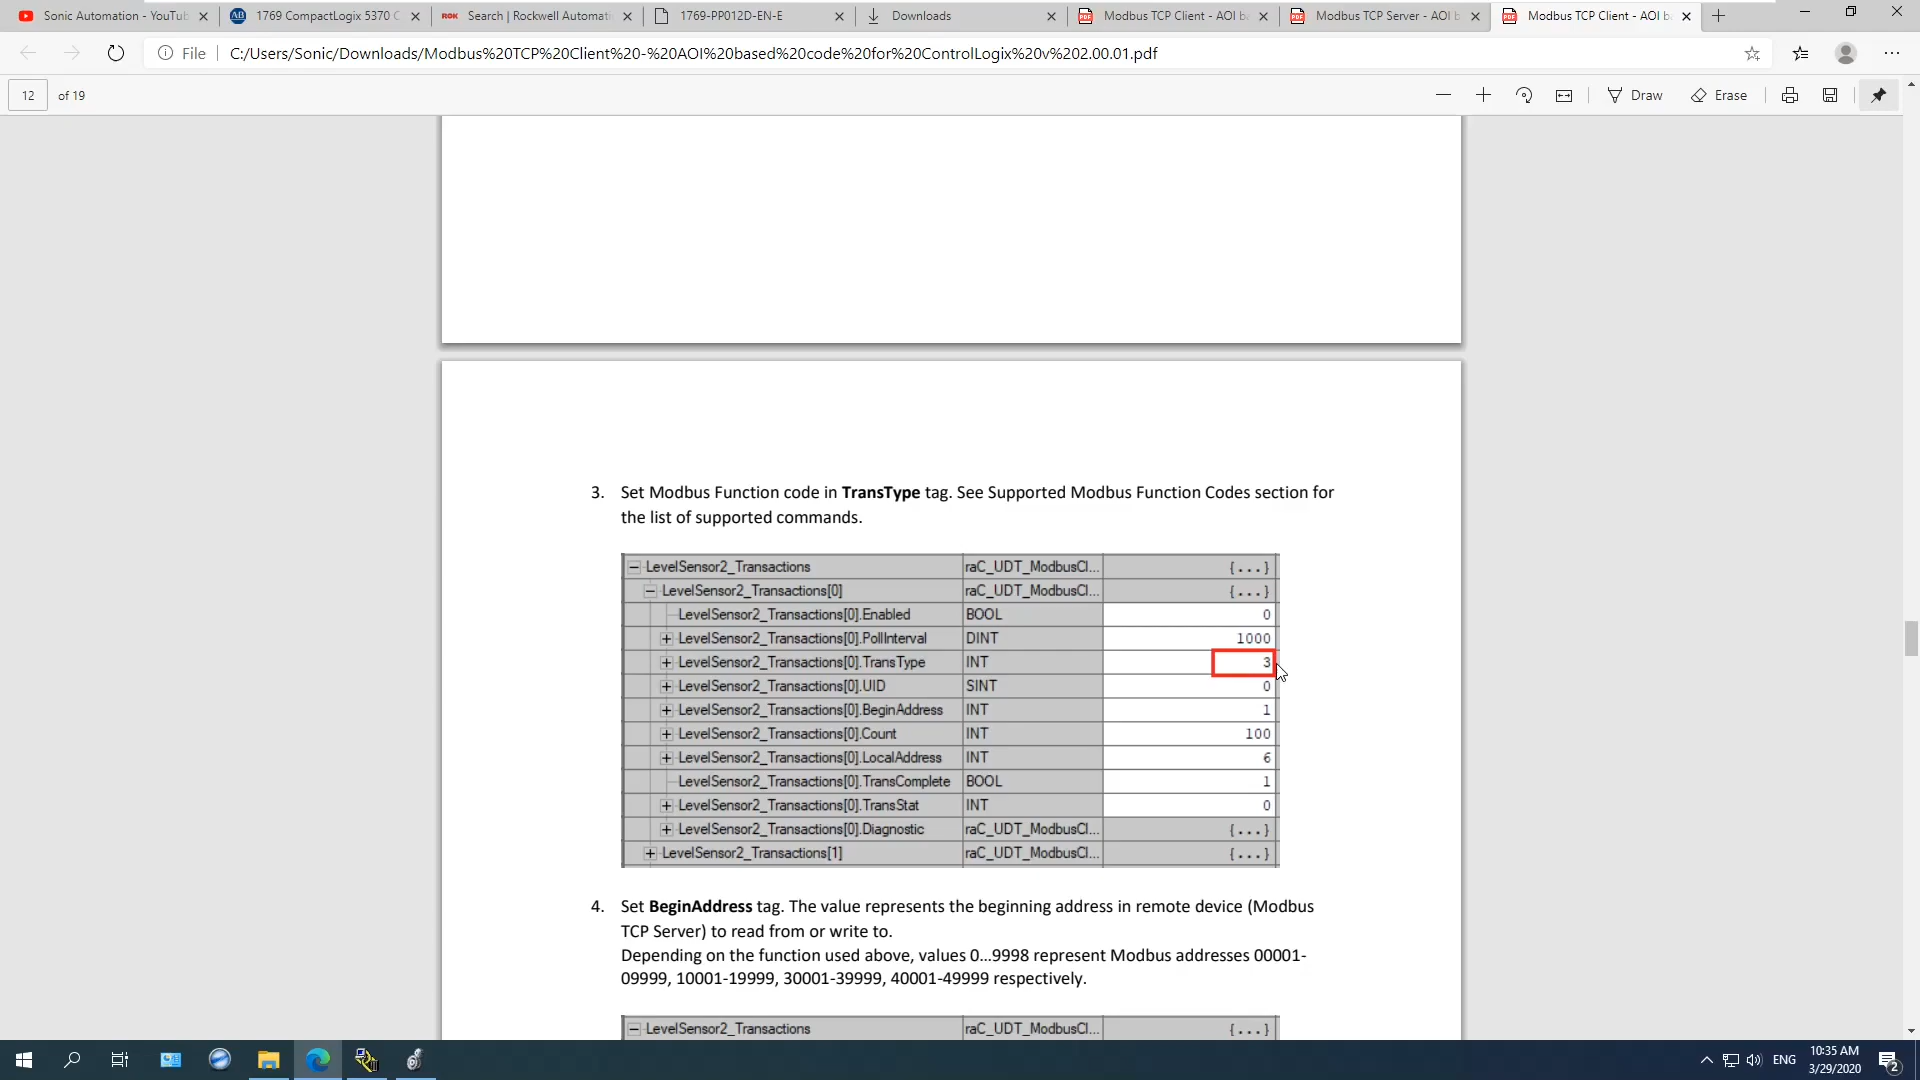 Sonic Automation - YouTub
1769 CompactLogix 5370 C
ROK Search | Rockwell Automati
1769-PP012D-EN-E
Downloads
Modbus TCP Client - AOI ba
Modbus TCP Server - AOI b
Modbus TCP Client - AOI ba
File C:/Users/Sonic/Downloads/Modbus%20TCP%20Client%20-%20AOI%20based%20code%20for%20ControlLogix%20v%202.00.01.pdf
12 of 19
Draw
Erase
3. Set Modbus Function code in TransType tag. See Supported Modbus Function Codes section for
the list of supported commands.
LevelSensor2_Transactions raC_UDT_ModbusCl... {...}
LevelSensor2_Transactions[0] raC_UDT_ModbusCl... {...}
LevelSensor2_Transactions[0].Enabled BOOL 0
LevelSensor2_Transactions[0].PollInterval DINT 1000
LevelSensor2_Transactions[0].TransType INT 3
LevelSensor2_Transactions[0].UID SINT 0
LevelSensor2_Transactions[0].BeginAddress INT 1
LevelSensor2_Transactions[0].Count INT 100
LevelSensor2_Transactions[0].LocalAddress INT 6
LevelSensor2_Transactions[0].TransComplete BOOL 1
LevelSensor2_Transactions[0].TransStat INT 0
LevelSensor2_Transactions[0].Diagnostic raC_UDT_ModbusCl... {...}
LevelSensor2_Transactions[1] raC_UDT_ModbusCl... {...}
4. Set BeginAddress tag. The value represents the beginning address in remote device (Modbus
TCP Server) to read from or write to.
Depending on the function used above, values 0...9998 represent Modbus addresses 00001-
09999, 10001-19999, 30001-39999, 40001-49999 respectively.
LevelSensor2_Transactions raC_UDT_ModbusCl... {...}
ENG
10:35 AM
3/29/2020
2